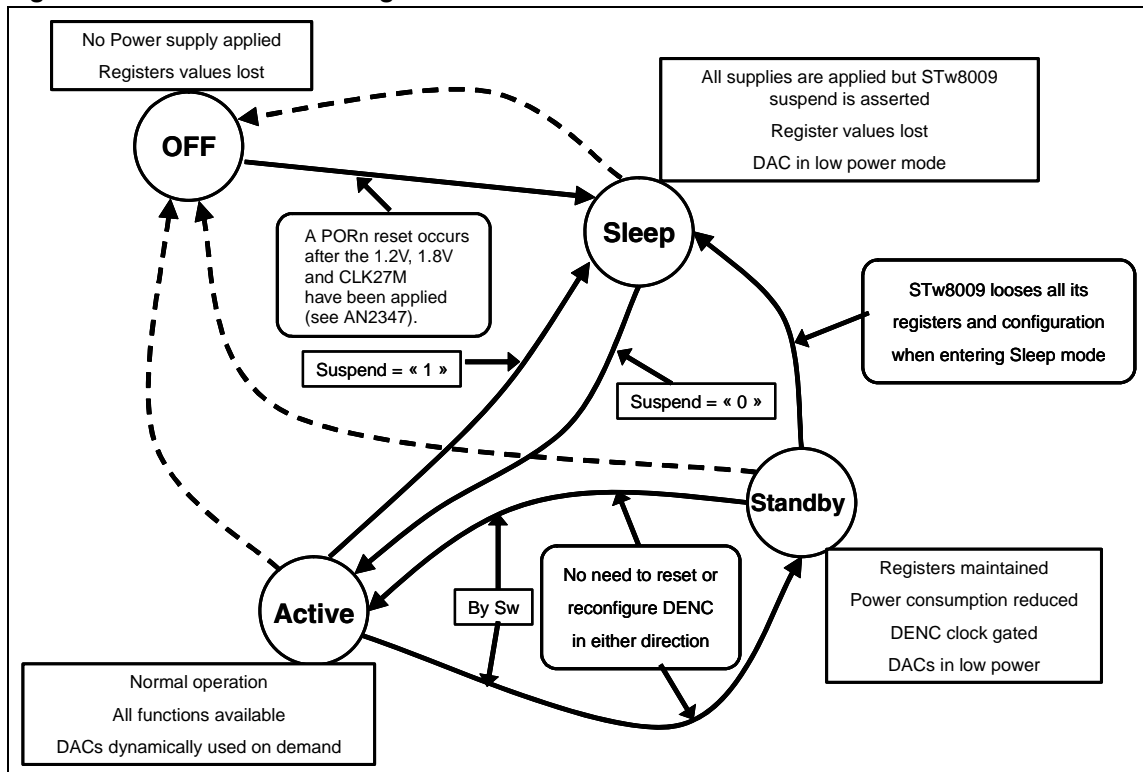 No Power supply applied
Registers values lost
OFF
All supplies are applied but STw8009
suspend is asserted
Register values lost
DAC in low power mode
Sleep
A PORn reset occurs
after the 1.2V, 1.8V
and CLK27M
have been applied
(see AN2347).
STw8009 looses all its
registers and configuration
when entering Sleep mode
Suspend = « 1 »
Suspend = « 0 »
Standby
Active
By Sw
No need to reset or
reconfigure DENC
in either direction
Registers maintained
Power consumption reduced
DENC clock gated
DACs in low power
Normal operation
All functions available
DACs dynamically used on demand